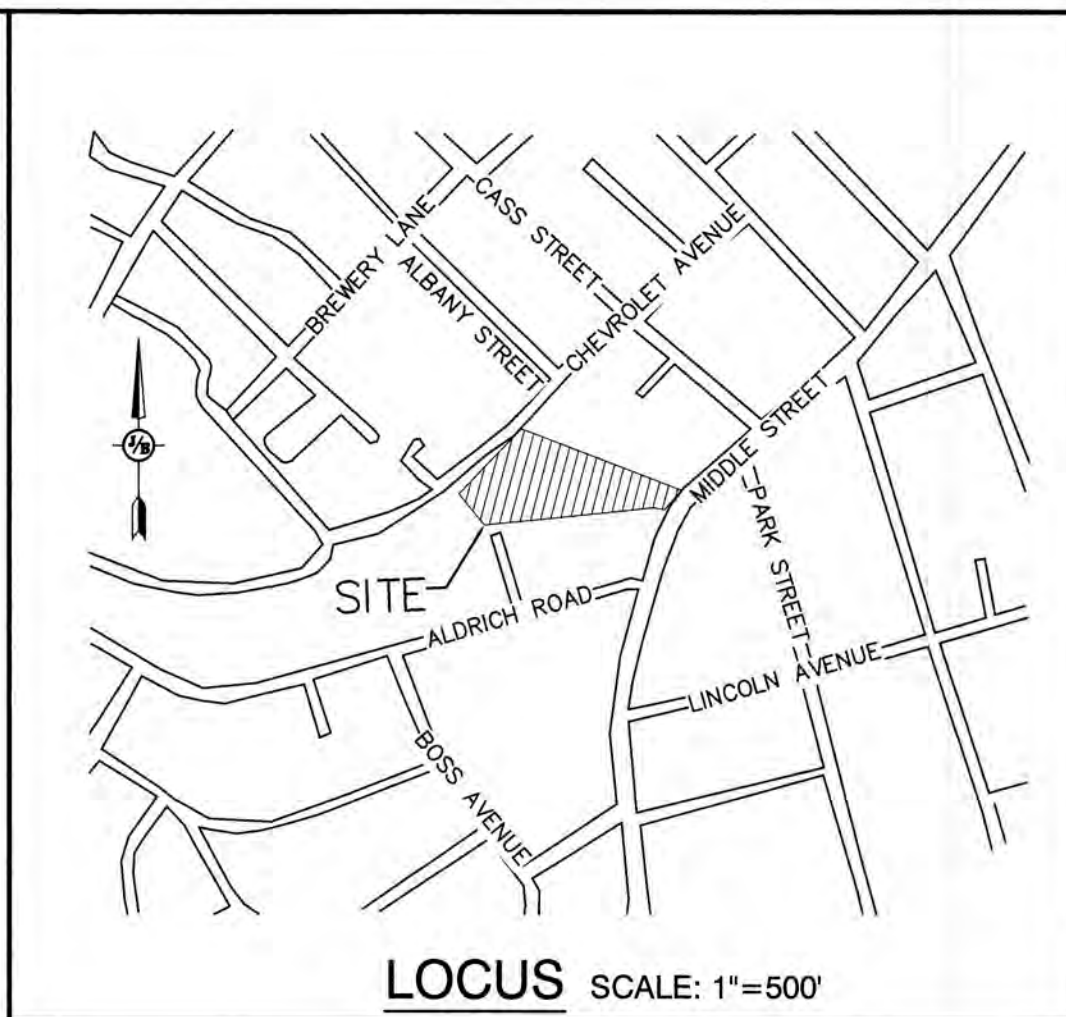 CASS STREET
BREWERY LANE
CHEVROLET AVENUE
ALBANY STREET
MIDDLE STREET
PARK STREET
SITE
ALDRICH ROAD
LINCOLN AVENUE
BOSS AVENUE
LOCUS SCALE: 1"=500'